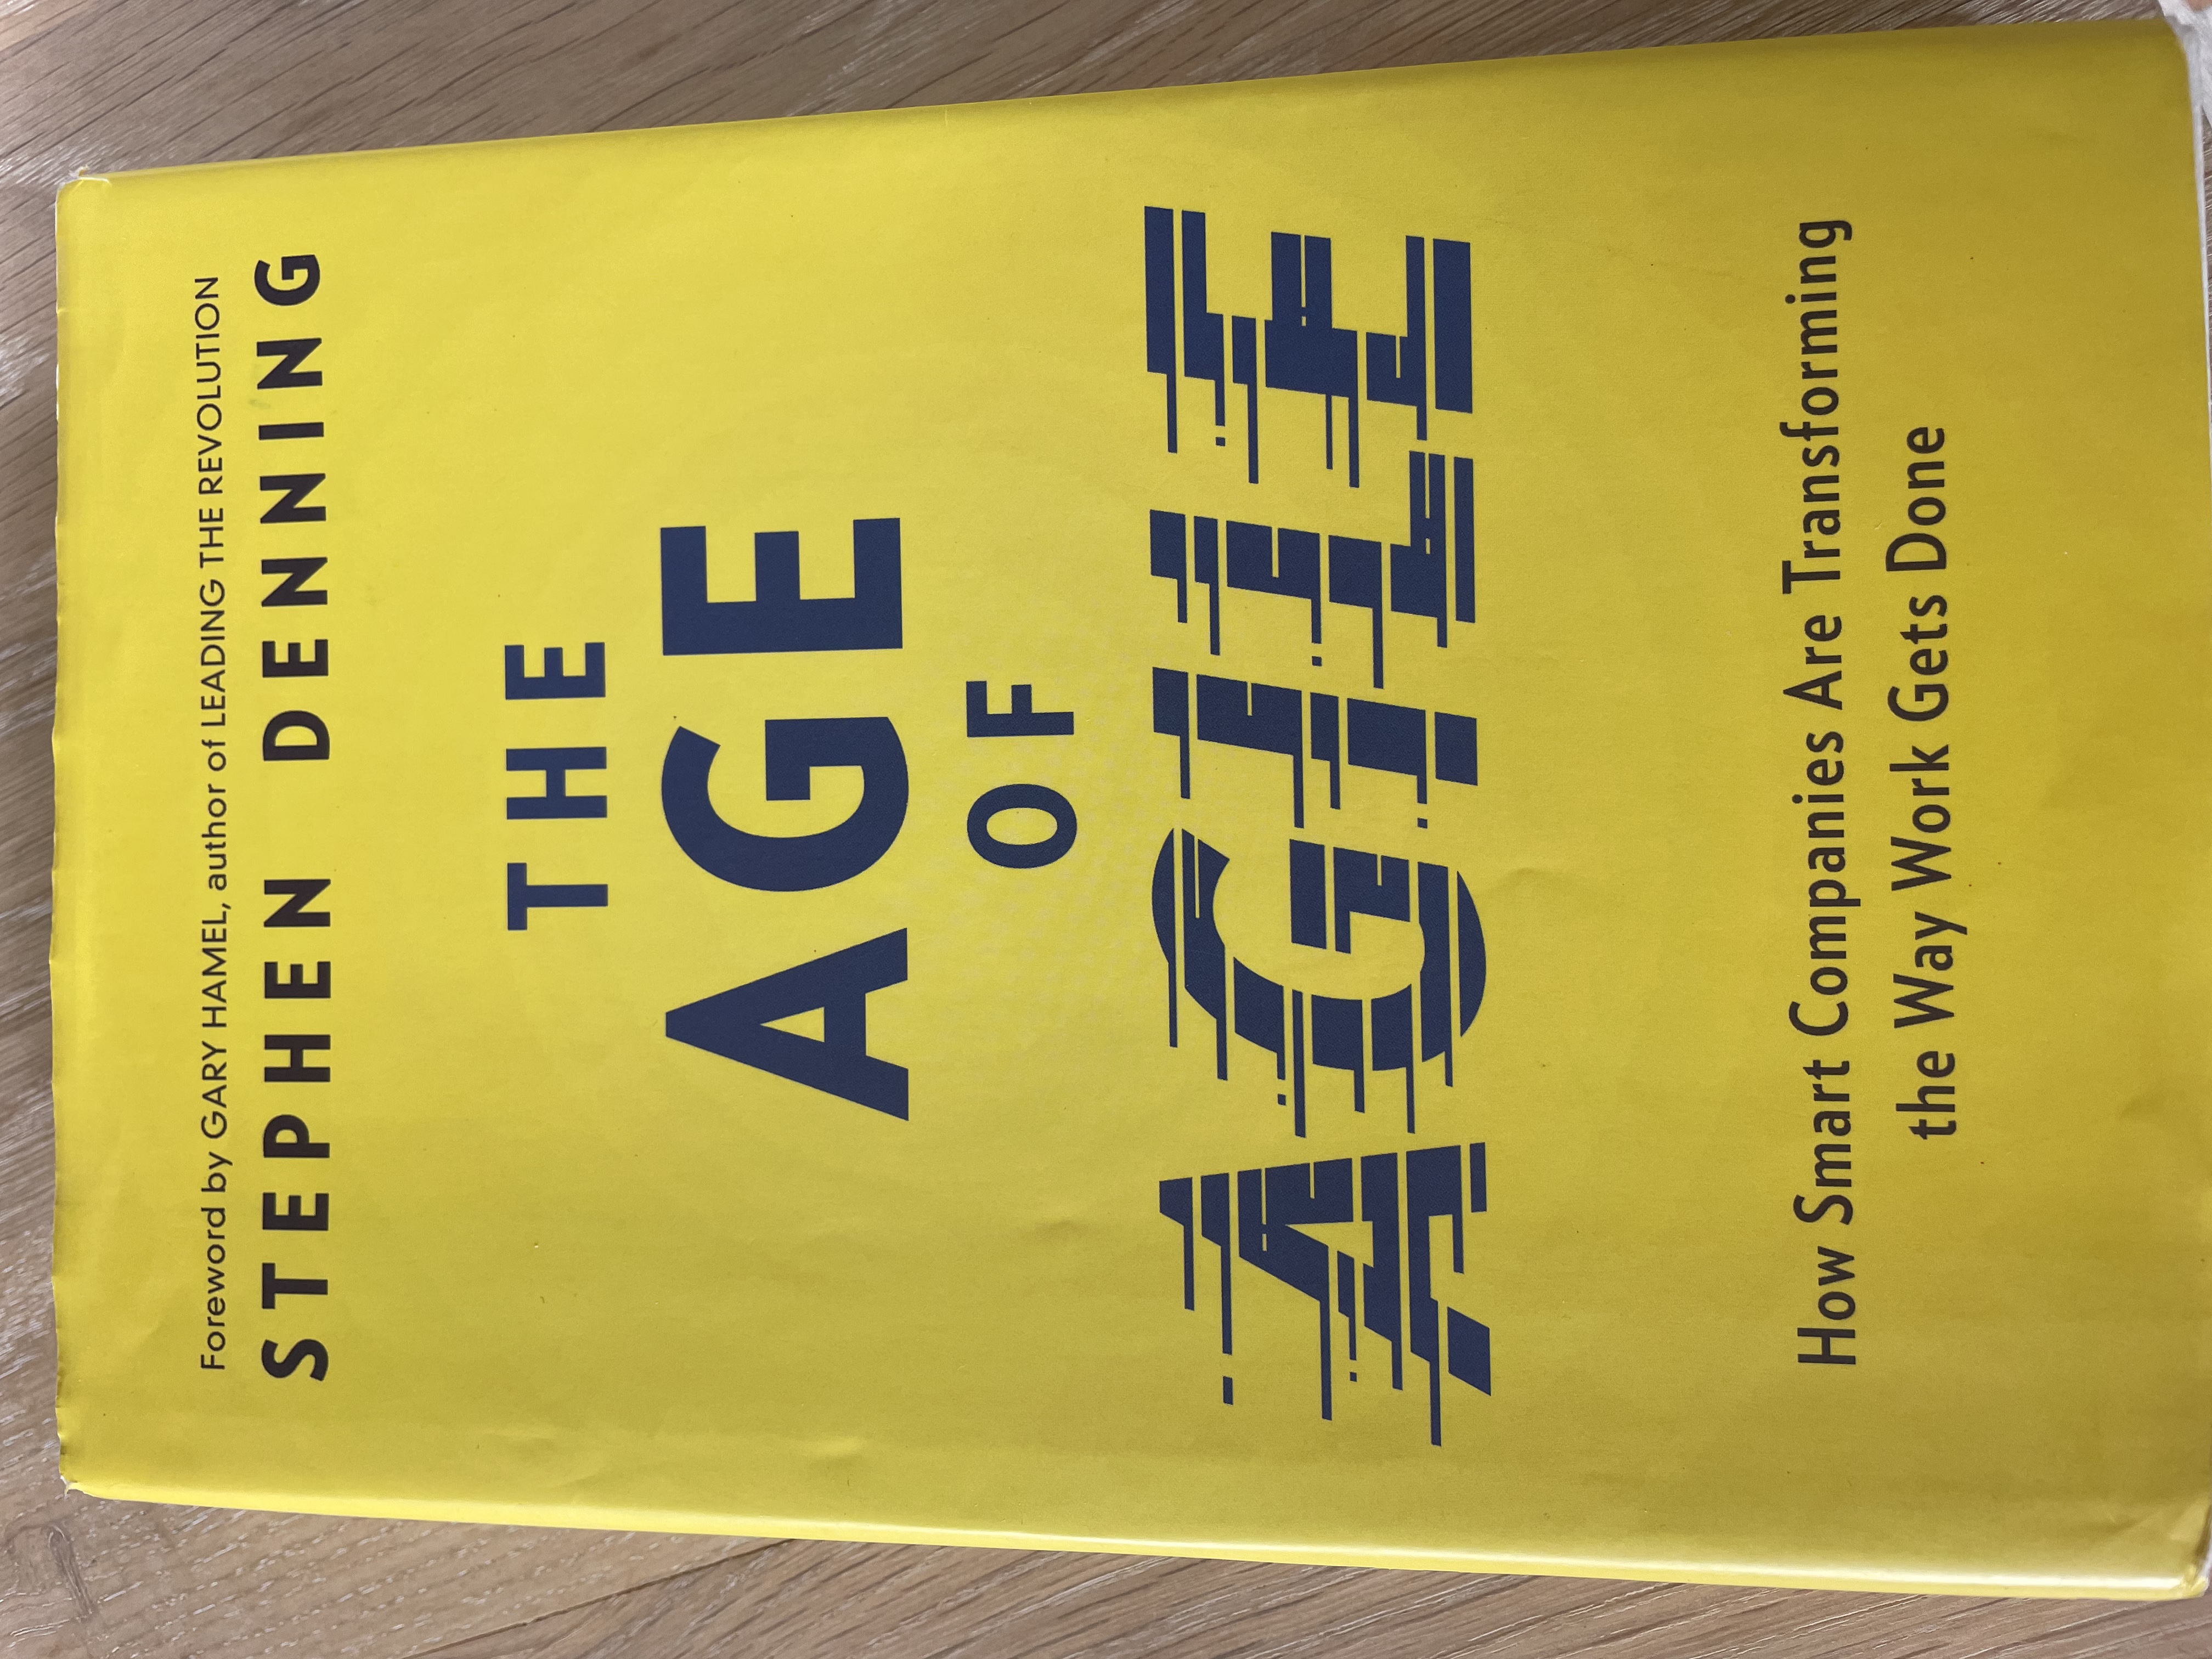 Foreword by GARY HAMEL, author of LEADING THE REVOLUTION
STEPHEN DENNING
THE
AGE
OF
AGILE
How Smart Companies Are Transforming
the Way Work Gets Done